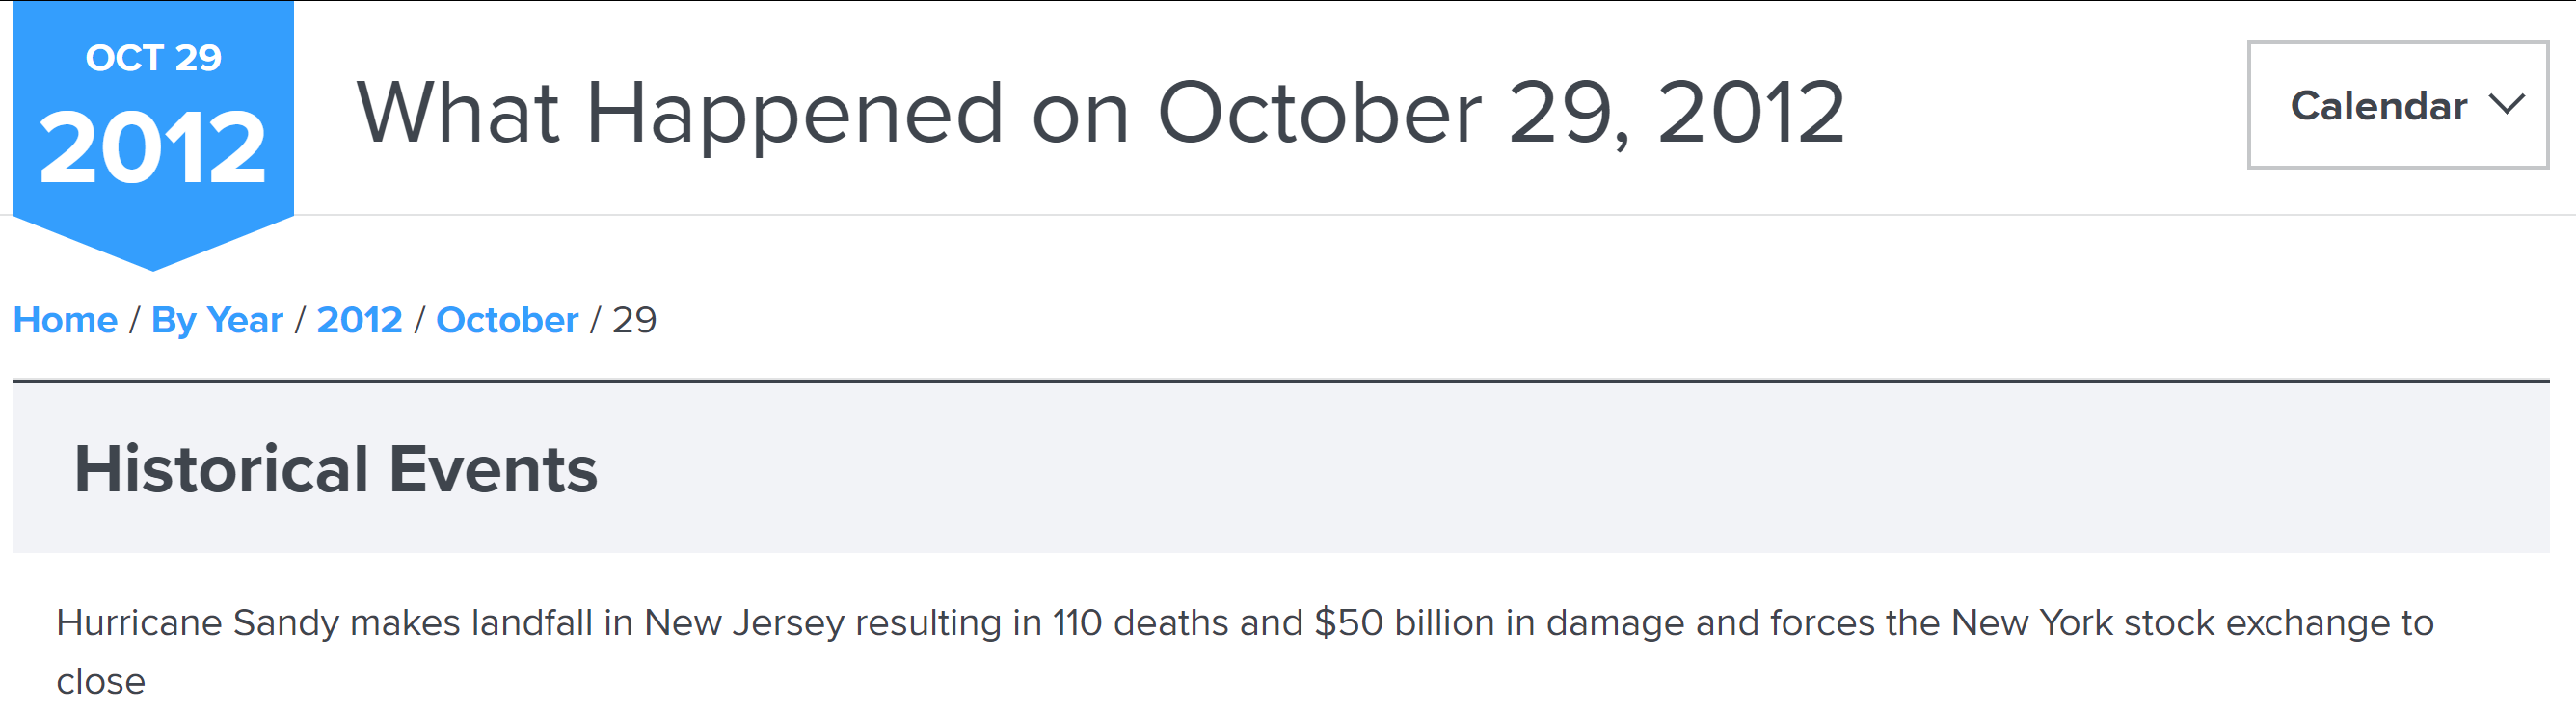 OCT 29
2012
What Happened on October 29, 2012
Calendar
Home / By Year / 2012 / October / 29
Historical Events
Hurricane Sandy makes landfall in New Jersey resulting in 110 deaths and $50 billion in damage and forces the New York stock exchange to
close